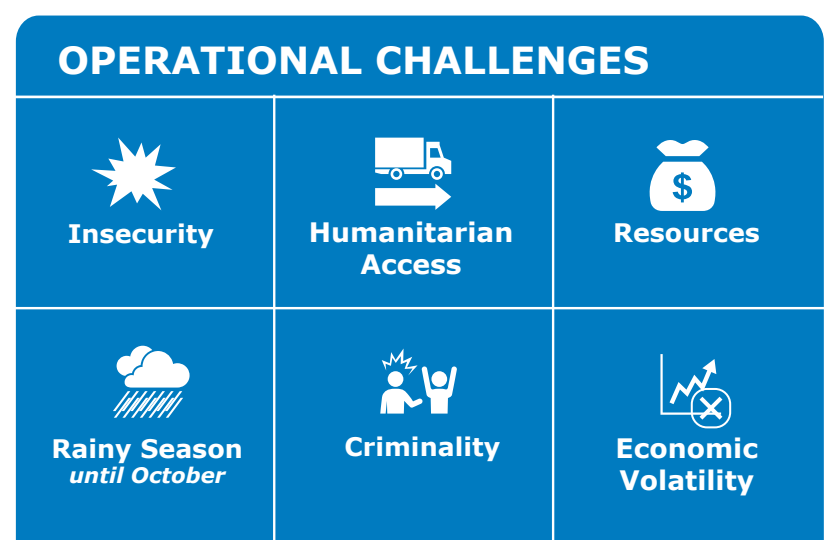 OPERATIONAL CHALLENGES
Insecurity
Humanitarian
Access
$
Resources
Rainy Season
until October
Criminality
Economic
Volatility